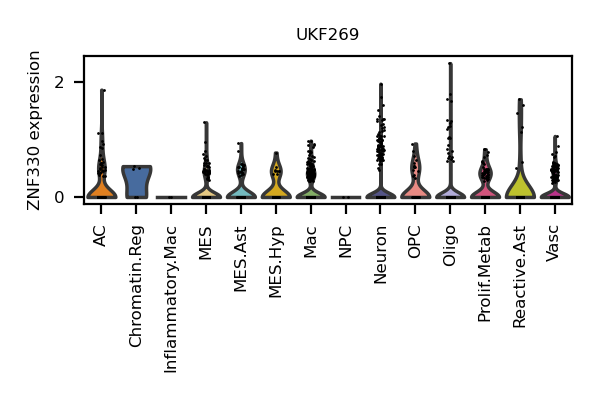 UKF269
ZNF330 expression
2
0
AC
Chromatin.Reg
Inflammatory.Mac
MES
MES.Ast
MES.Hyp
Mac
NPC
Neuron
OPC
Oligo
Prolif.Metab
Reactive.Ast
Vasc